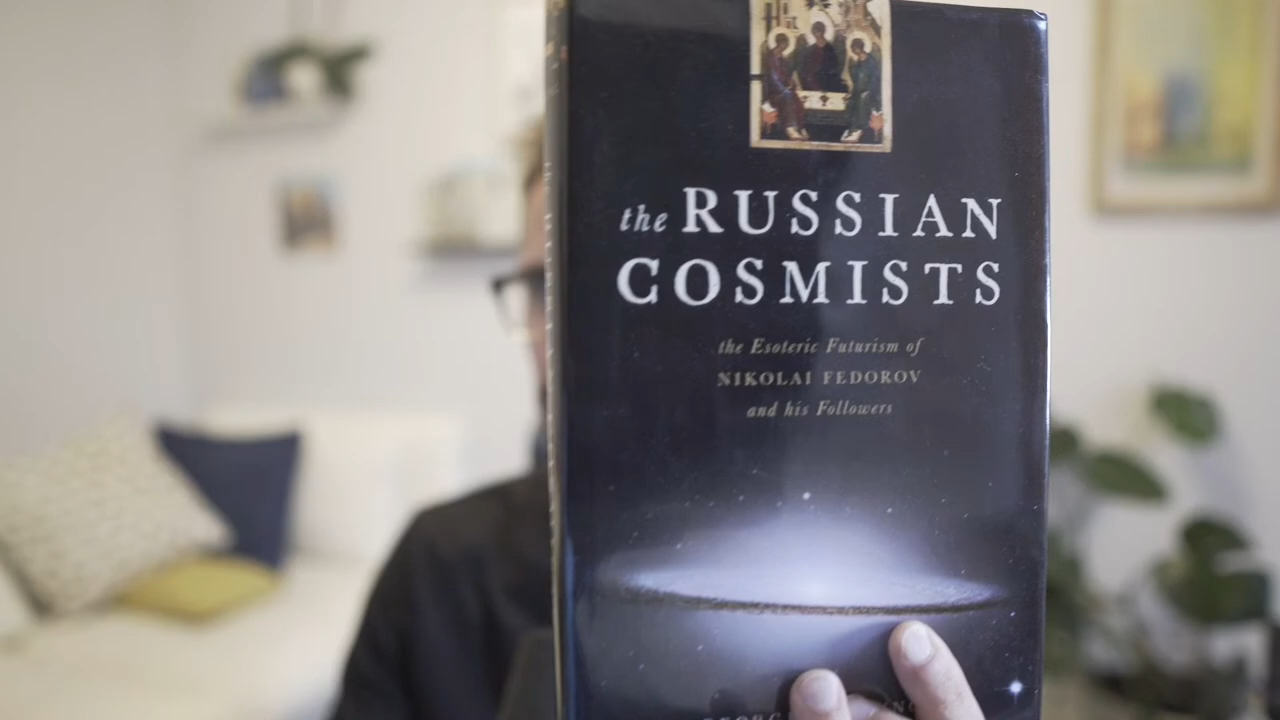 the RUSSIAN
COSMISTS
the Esoteric Futurism of
NIKOLAI FEDOROV
and his Followers